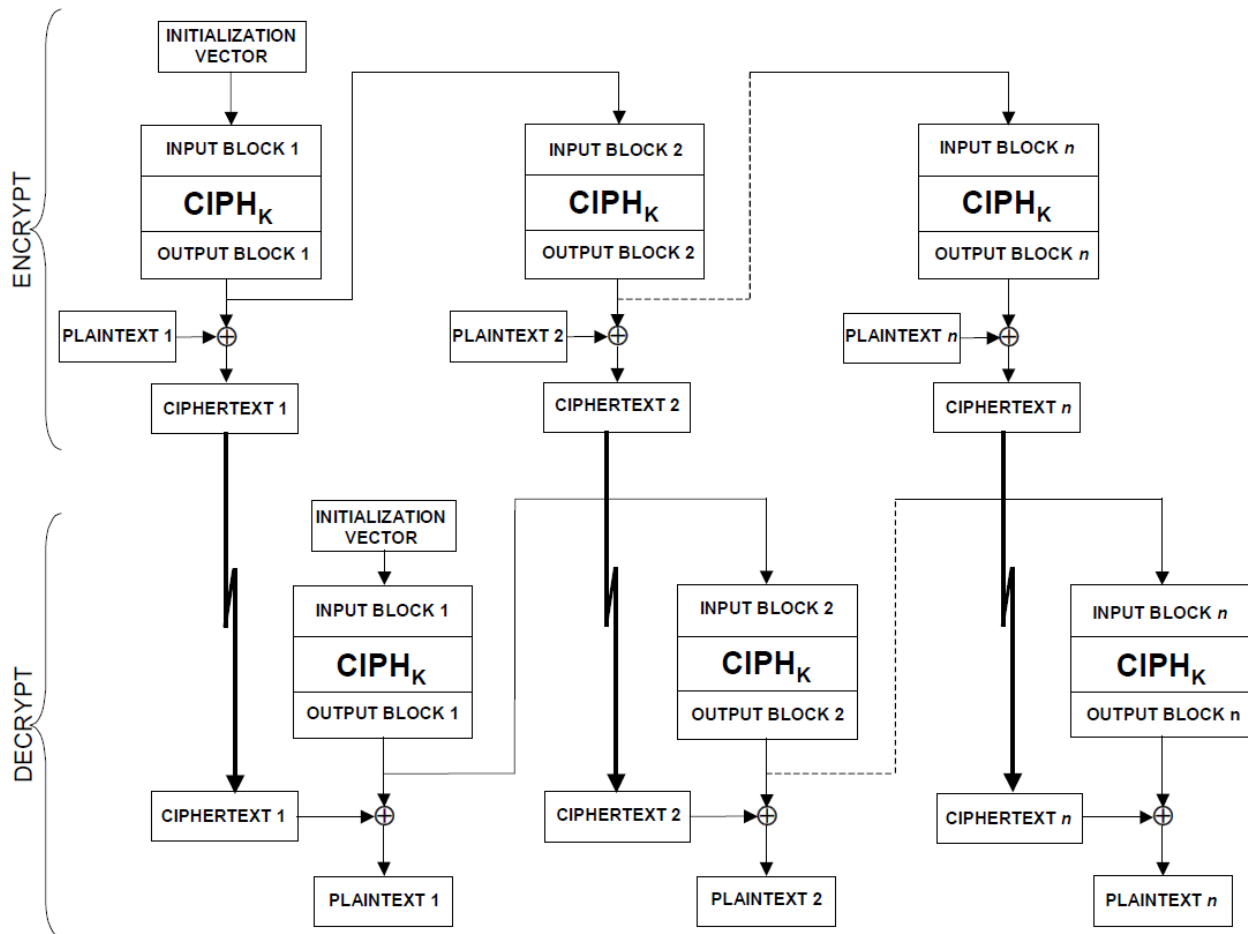 ENCRYPT
INITIALIZATION
VECTOR
INPUT BLOCK 1
CIPHK
OUTPUT BLOCK 1
PLAINTEXT 1
CIPHERTEXT 1
INPUT BLOCK 2
CIPHK
OUTPUT BLOCK 2
PLAINTEXT 2
CIPHERTEXT 2
INPUT BLOCK n
CIPHK
OUTPUT BLOCK n
PLAINTEXT n
CIPHERTEXT n
DECRYPT
INITIALIZATION
VECTOR
INPUT BLOCK 1
CIPHK
OUTPUT BLOCK 1
CIPHERTEXT 1
PLAINTEXT 1
INPUT BLOCK 2
CIPHK
OUTPUT BLOCK 2
CIPHERTEXT 2
PLAINTEXT 2
INPUT BLOCK n
CIPHK
OUTPUT BLOCK n
CIPHERTEXT n
PLAINTEXT n